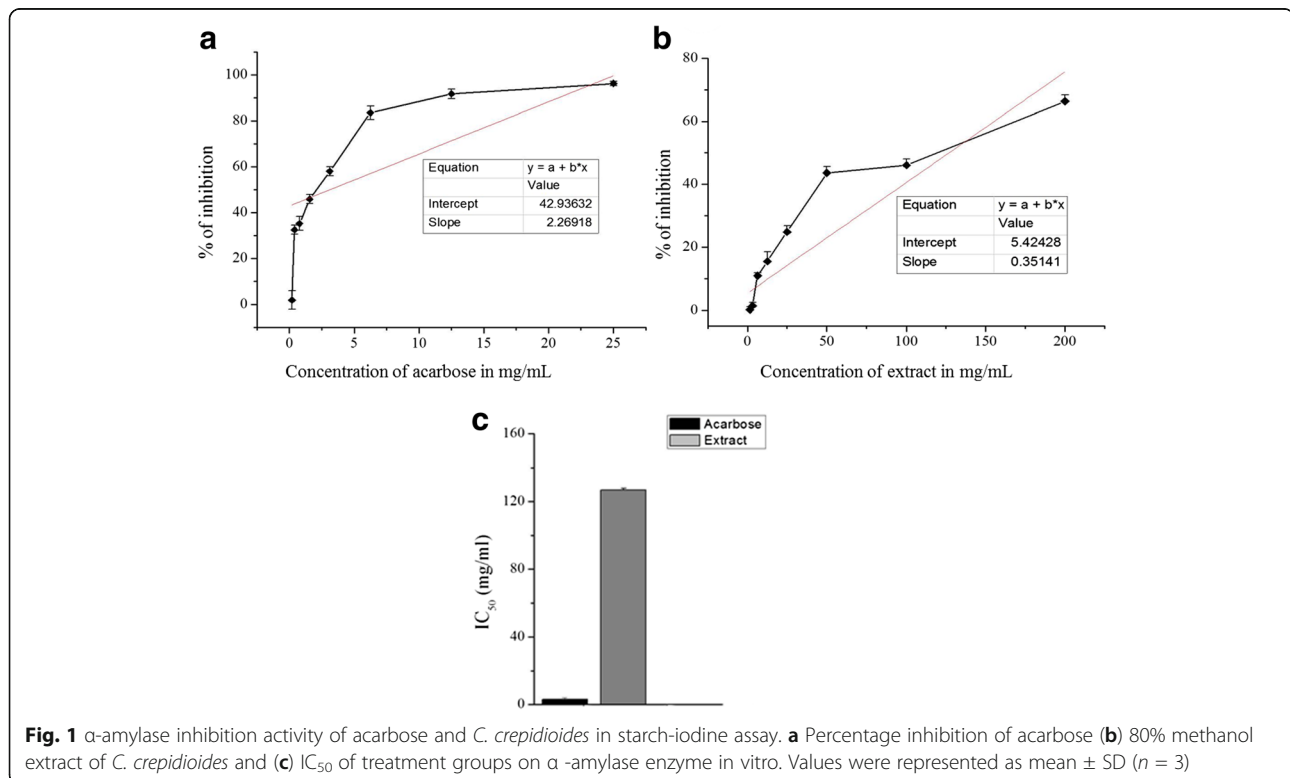 a
% of inhibition
100
80
60
40
20
0
Equation y = a + b*x
Value
Intercept 42.93632
Slope 2.26918
0 5 10 15 20 25
Concentration of acarbose in mg/mL
b
% of inhibition
80
60
40
20
0
Equation y = a + b*x
Value
Intercept 5.42428
Slope 0.35141
0 50 100 150 200
Concentration of extract in mg/mL
c
Acarbose
Extract
IC50 (mg/ml)
160
120
80
40
0
Fig. 1 α-amylase inhibition activity of acarbose and C. crepidioides in starch-iodine assay. a Percentage inhibition of acarbose (b) 80% methanol
extract of C. crepidioides and (c) IC50 of treatment groups on α -amylase enzyme in vitro. Values were represented as mean ± SD (n = 3)